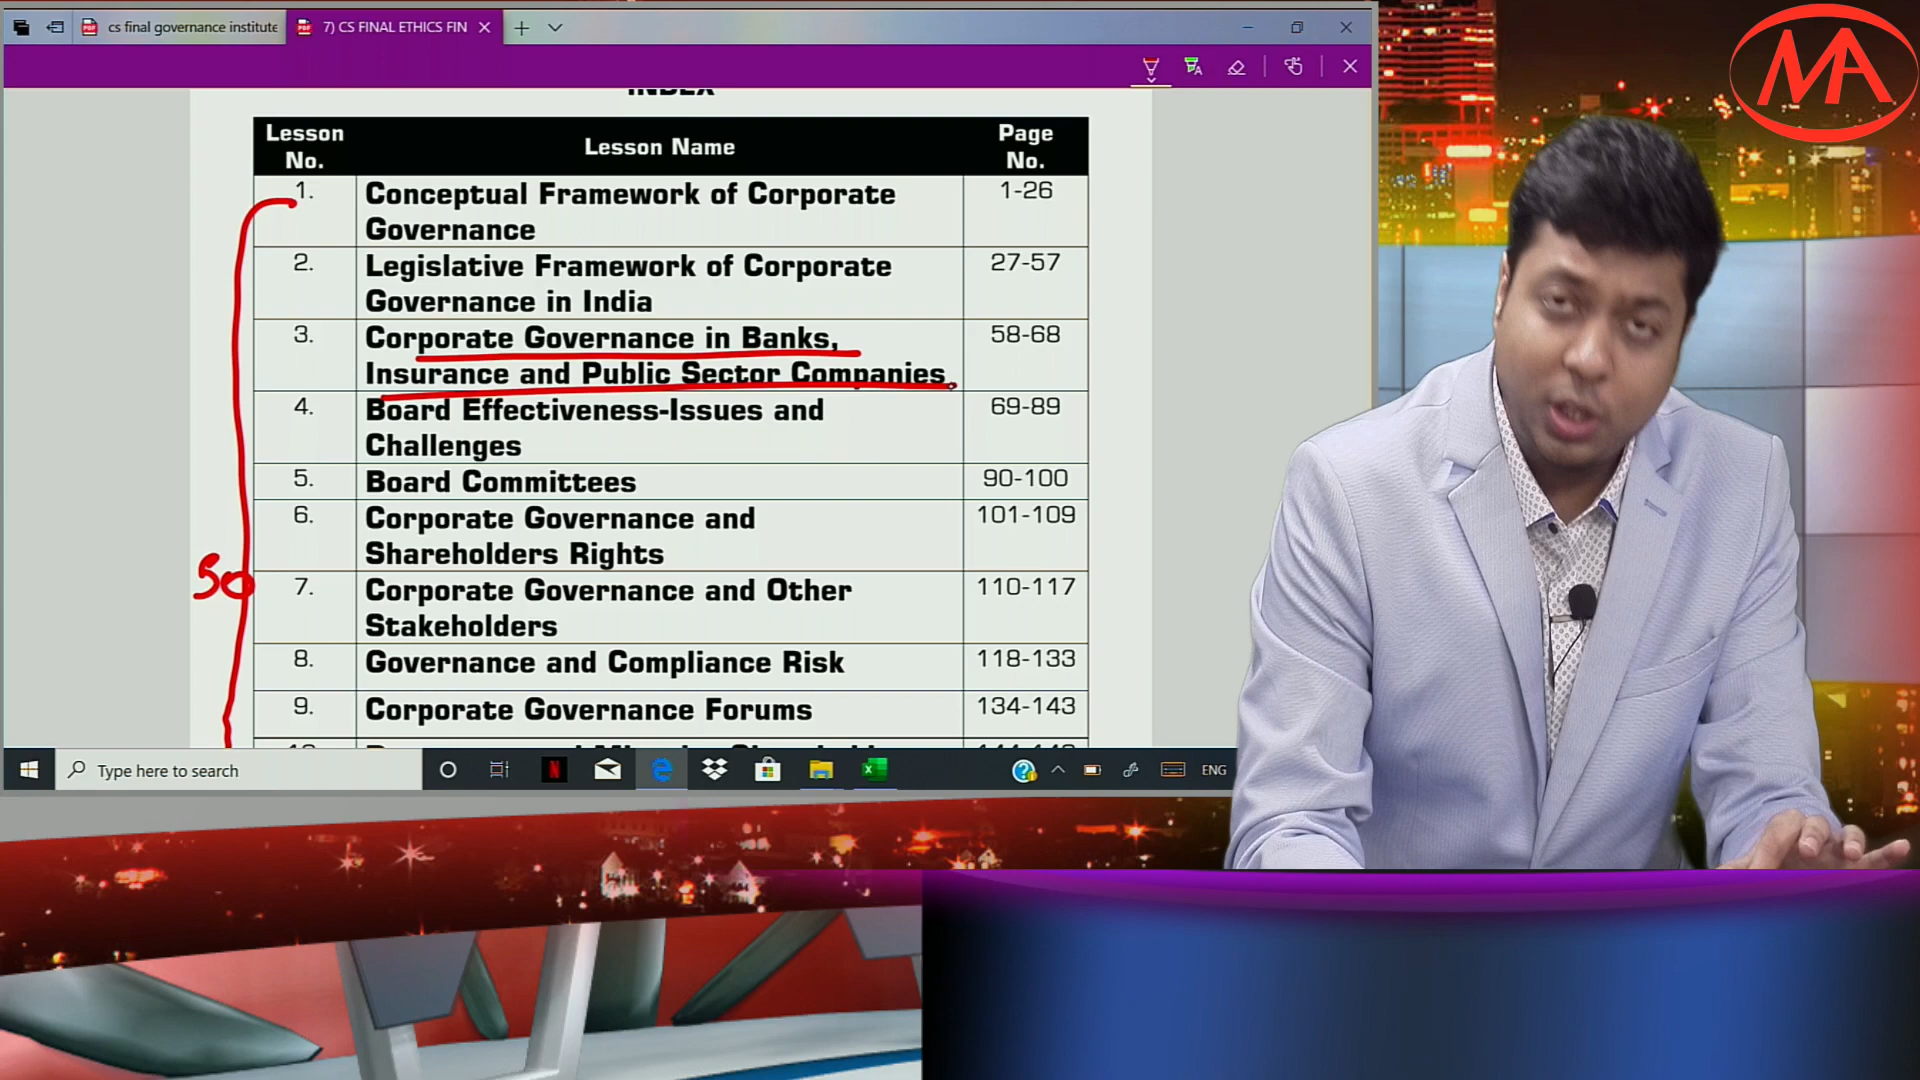 cs final governance institute
7) CS FINAL ETHICS FIN
MA
INDEX
Lesson No.
Lesson Name
Page No.
1.
Conceptual Framework of Corporate
Governance
1-26
2.
Legislative Framework of Corporate
Governance in India
27-57
3.
Corporate Governance in Banks,
Insurance and Public Sector Companies
58-68
4.
Board Effectiveness-Issues and
Challenges
69-89
5.
Board Committees
90-100
6.
Corporate Governance and
Shareholders Rights
101-109
50
7.
Corporate Governance and Other
Stakeholders
110-117
8.
Governance and Compliance Risk
118-133
9.
Corporate Governance Forums
134-143
Type here to search
ENG